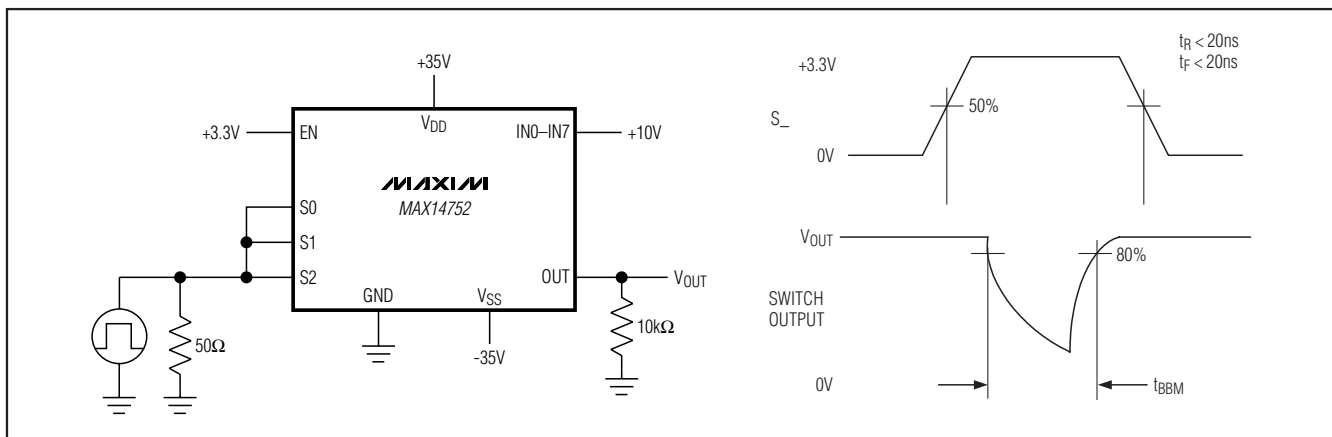 +35V
VDD
+3.3V
EN
IN0–IN7
+10V
MAXIM
MAX14752
S0
S1
S2
OUT
VOUT
GND
VSS
50Ω
-35V
10kΩ
tR < 20ns
tF < 20ns
+3.3V
50%
S_
0V
VOUT
80%
SWITCH
OUTPUT
0V
tBBM